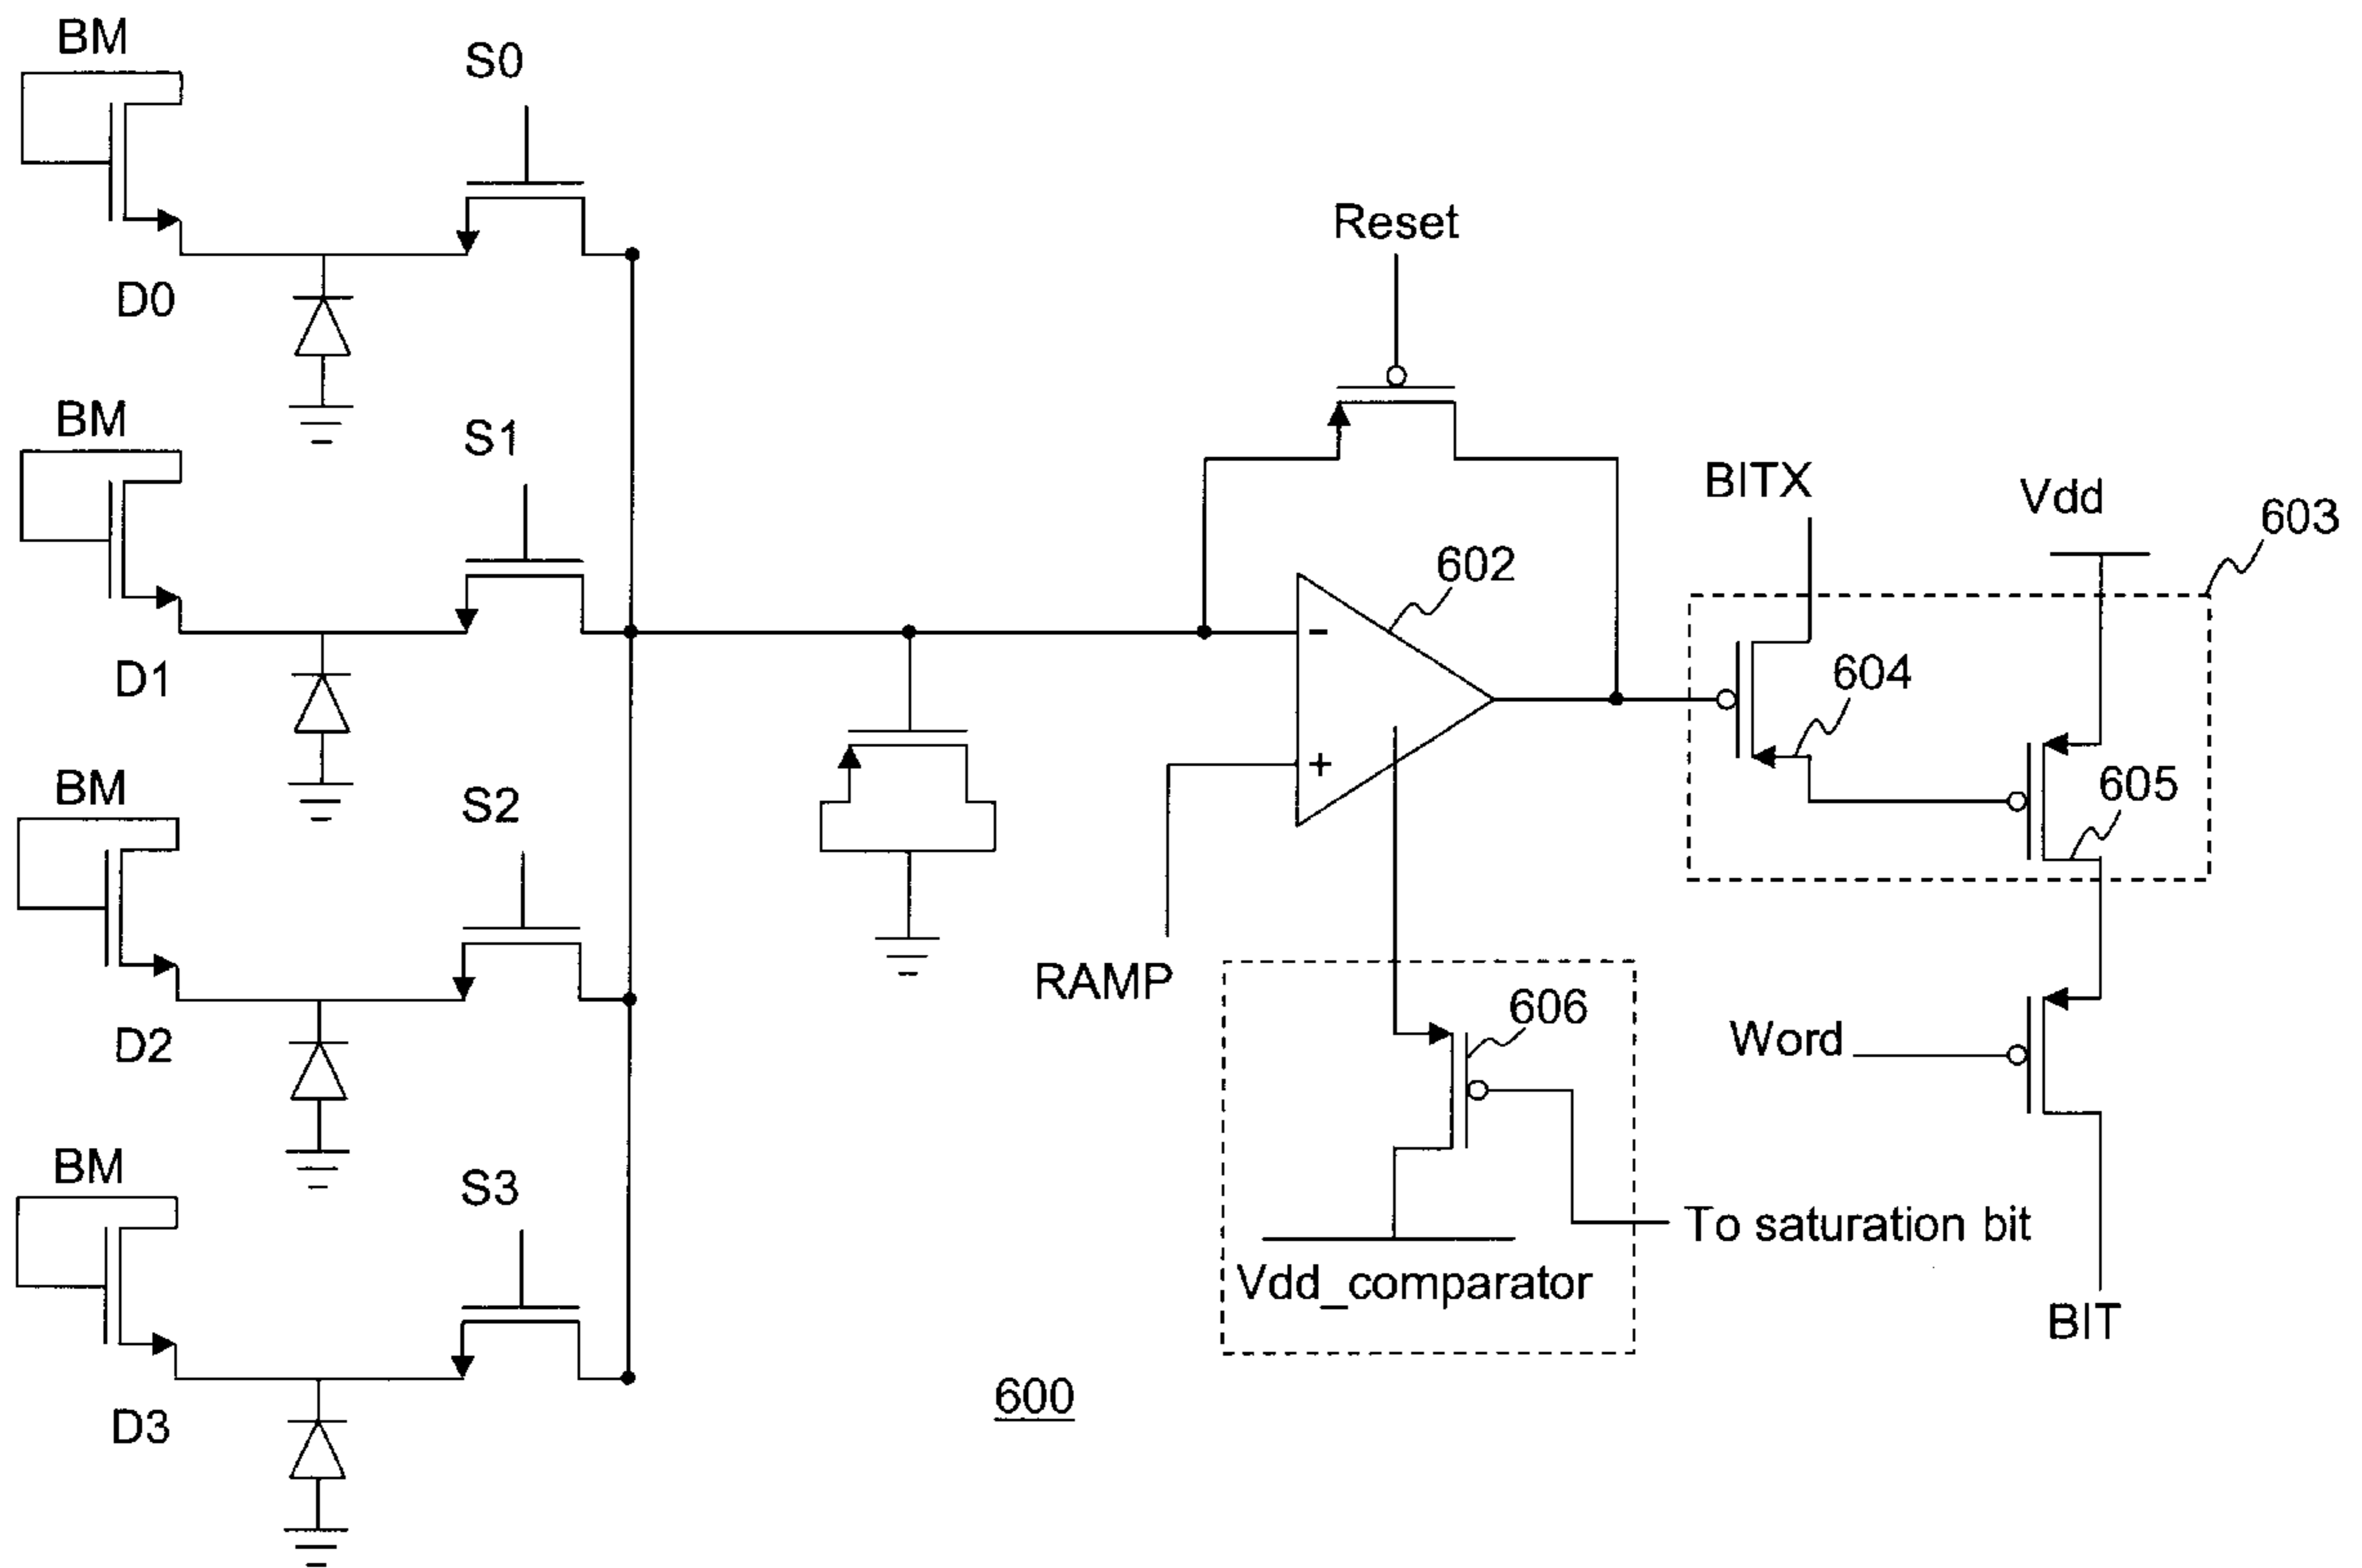 BM
S0
D0
Reset
BM
S1
D1
BITX
Vdd
603
602
604
605
BM
S2
D2
RAMP
606
Word
BM
S3
D3
To saturation bit
Vdd_comparator
BIT
600
+
-